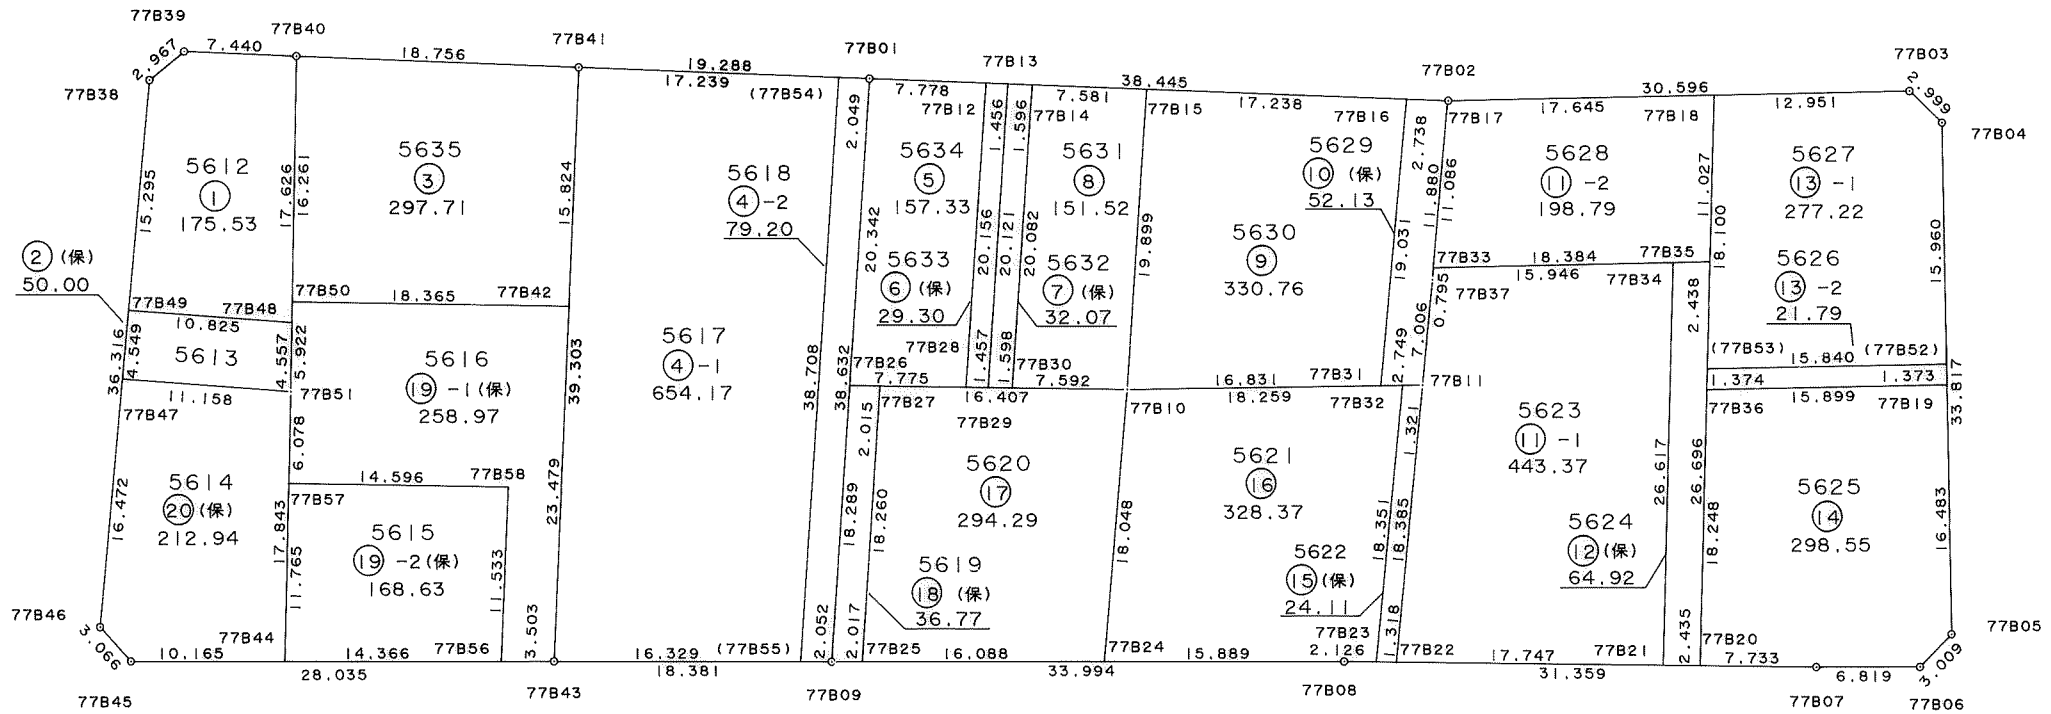 77B39
77B40
77B41
77B01
77B13
77B02
77B03
2.967
7.440
18.756
19.288
17.239
(77B54)
7.778
77B12
38.445
7.581
77B15
17.238
77B16
77B17
17.645
30.596
77B18
12.951
2.999
77B04
77B38
2.049
1.456
1.596
77B14
2.738
5612
①
175.53
15.295
17.626
16.261
5635
③
297.71
15.824
5618
④ -2
79.20
5634
⑤
157.33
20.342
20.156
20.121
20.082
5631
⑧
151.52
19.899
5629
⑩ (保)
52.13
19.031
11.880
11.086
5628
⑪ -2
198.79
11.027
18.100
5627
⑬ -1
277.22
15.960
② (保)
50.00
5633
⑥ (保)
29.30
5632
⑦ (保)
32.07
5630
⑨
330.76
77B33
18.384
77B35
15.946
77B34
77B37
0.795
5626
⑬ -2
21.79
77B49
77B48
10.825
77B50
18.365
77B42
36.316
4.549
5613
4.557
5.922
11.158
77B51
77B47
5616
⑲ -1(保)
258.97
39.303
5617
④ -1
654.17
38.708
38.632
77B28
1.457
1.598
77B30
77B26
7.775
7.592
16.831
77B31
2.749
7.006
77B11
77B27
16.407
77B10
18.259
77B32
77B29
2.438
(77B53)
15.840
(77B52)
1.374
1.373
33.817
77B36
15.899
77B19
6.078
14.596
77B58
77B57
16.472
5614
⑳ (保)
212.94
17.843
11.765
5615
⑲ -2(保)
168.63
11.533
23.479
18.289
2.015
18.260
5620
⑰
294.29
5619
⑱ (保)
36.77
18.048
5621
⑯
328.37
5622
⑮ (保)
24.11
1.321
18.351
18.385
5623
⑪ -1
443.37
5624
⑫ (保)
64.92
26.617
26.696
18.248
5625
⑭
298.55
16.483
77B46
3.066
10.165
77B44
14.366
77B56
3.503
16.329
(77B55)
2.052
2.017
77B25
16.088
77B24
15.889
77B23
2.126
1.318
77B22
17.747
77B21
2.435
77B20
7.733
6.819
3.009
77B05
28.035
18.381
33.994
31.359
77B45
77B43
77B09
77B08
77B07
77B06